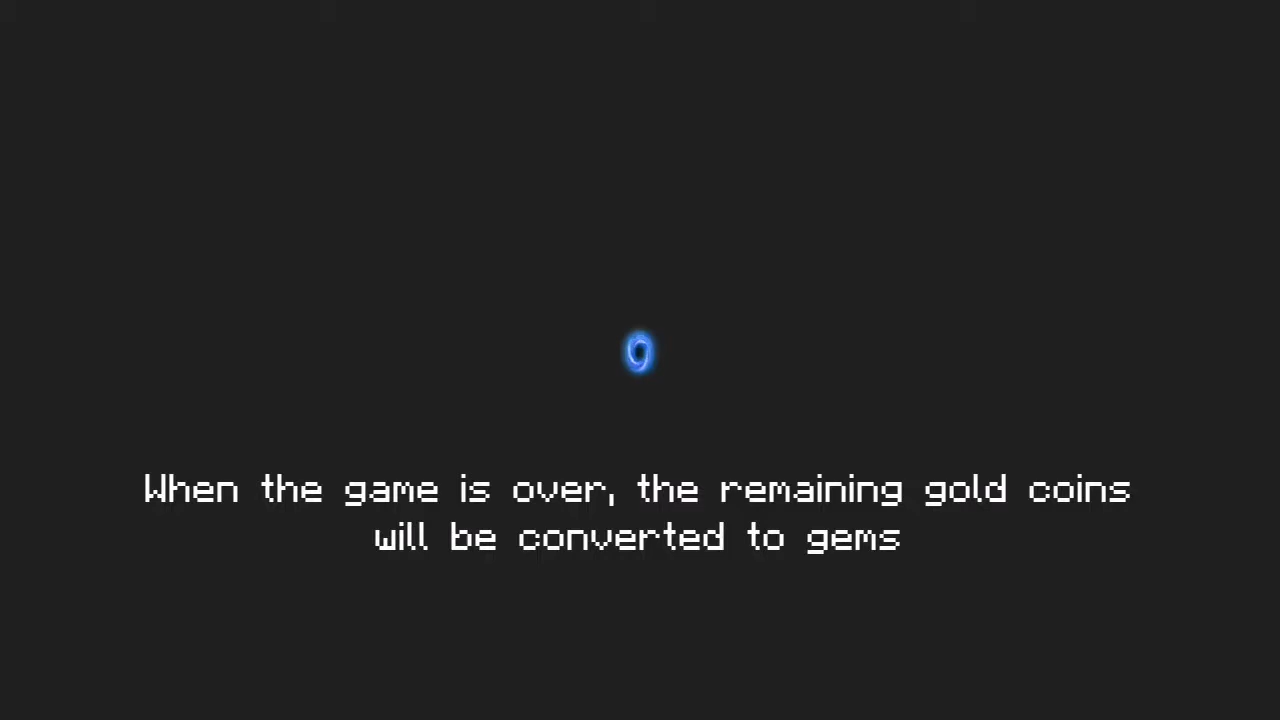 When the game is over, the remaining gold coins
will be converted to gems